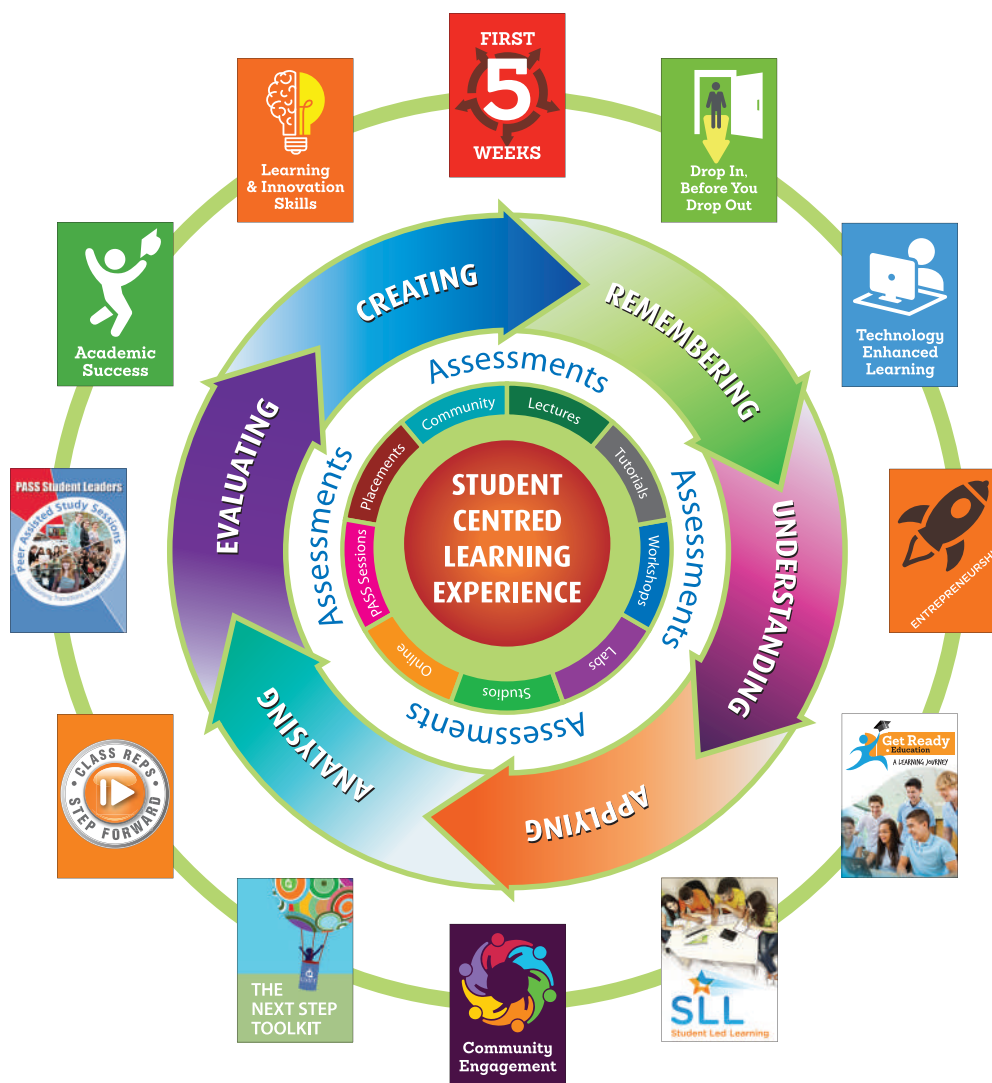 FIRST
5
WEEKS
Drop In,
Before You
Drop Out
Technology
Enhanced
Learning
ENTREPRENEURSHIP
Get Ready
Education
A LEARNING JOURNEY
SLL
Student Led Learning
Community
Engagement
THE
NEXT STEP
TOOLKIT
CLASS REPS
STEP FORWARD
PASS Student Leaders
Peer Assisted Study Sessions
Academic
Success
Learning
& Innovation
Skills
CREATING
REMEMBERING
UNDERSTANDING
APPLYING
ANALYSING
EVALUATING
Assessments
Assessments
Assessments
Assessments
Community
Lectures
Tutorials
Workshops
Labs
Studios
Online
PASS Sessions
Placements
STUDENT
CENTRED
LEARNING
EXPERIENCE